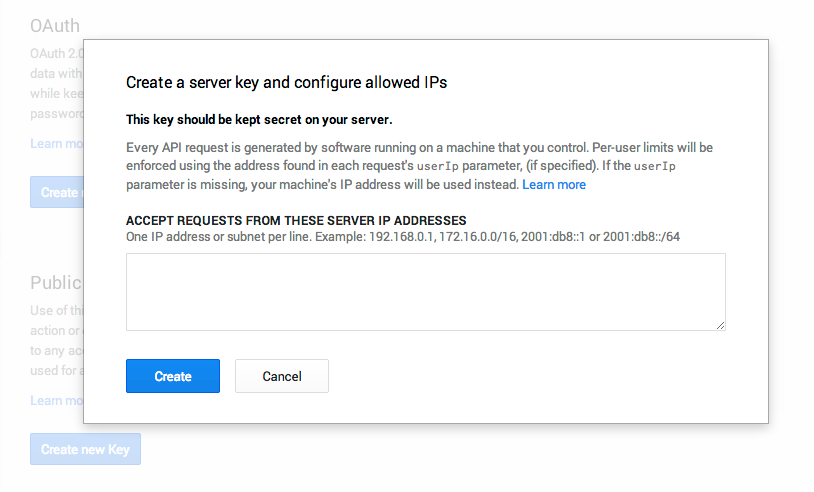 OAuth
OAuth 2.0
data with
while kee
password
Learn mo
Create
Create a server key and configure allowed IPs
This key should be kept secret on your server.
Every API request is generated by software running on a machine that you control. Per-user limits will be
enforced using the address found in each request's userIp parameter, (if specified). If the userIp
parameter is missing, your machine's IP address will be used instead. Learn more
ACCEPT REQUESTS FROM THESE SERVER IP ADDRESSES
One IP address or subnet per line. Example: 192.168.0.1, 172.16.0.0/16, 2001:db8::1 or 2001:db8::/64
Create
Cancel
Public
Use of thi
action or
to any acc
used for a
Learn mo
Create new Key